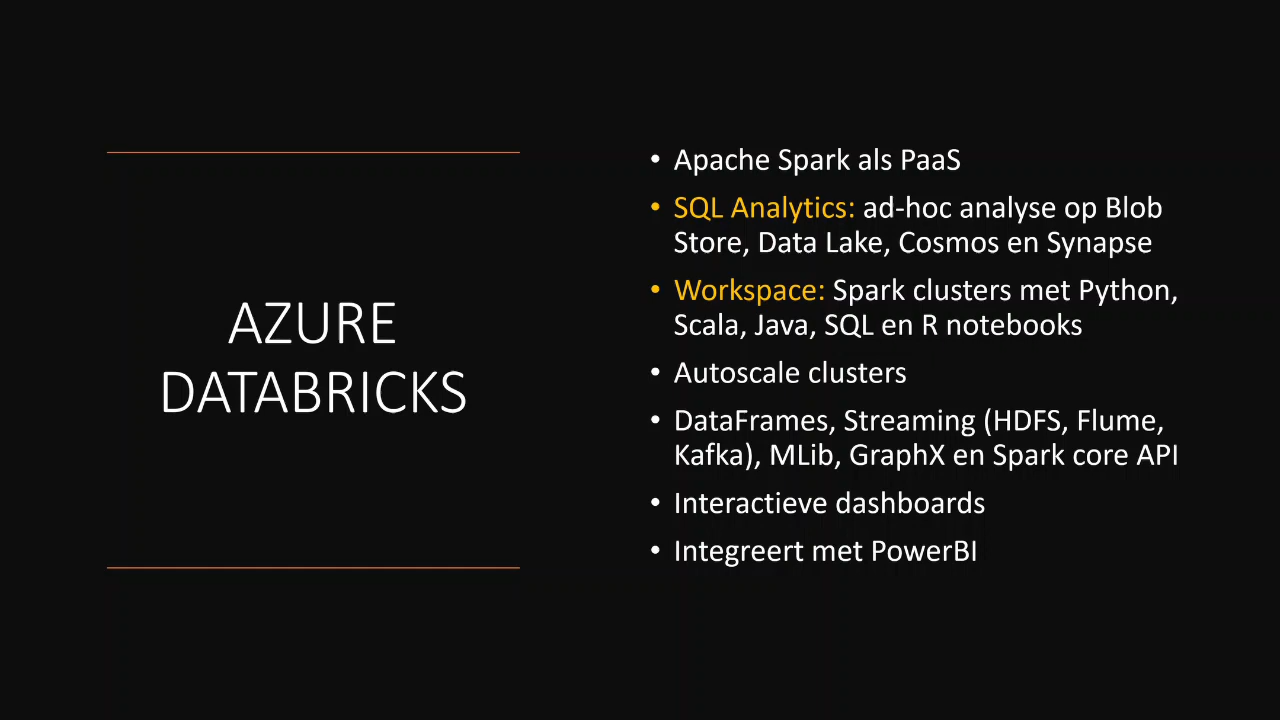 AZURE
DATABRICKS
• Apache Spark als PaaS
• SQL Analytics: ad-hoc analyse op Blob
Store, Data Lake, Cosmos en Synapse
• Workspace: Spark clusters met Python,
Scala, Java, SQL en R notebooks
• Autoscale clusters
• DataFrames, Streaming (HDFS, Flume,
Kafka), MLib, GraphX en Spark core API
• Interactieve dashboards
• Integreert met PowerBI